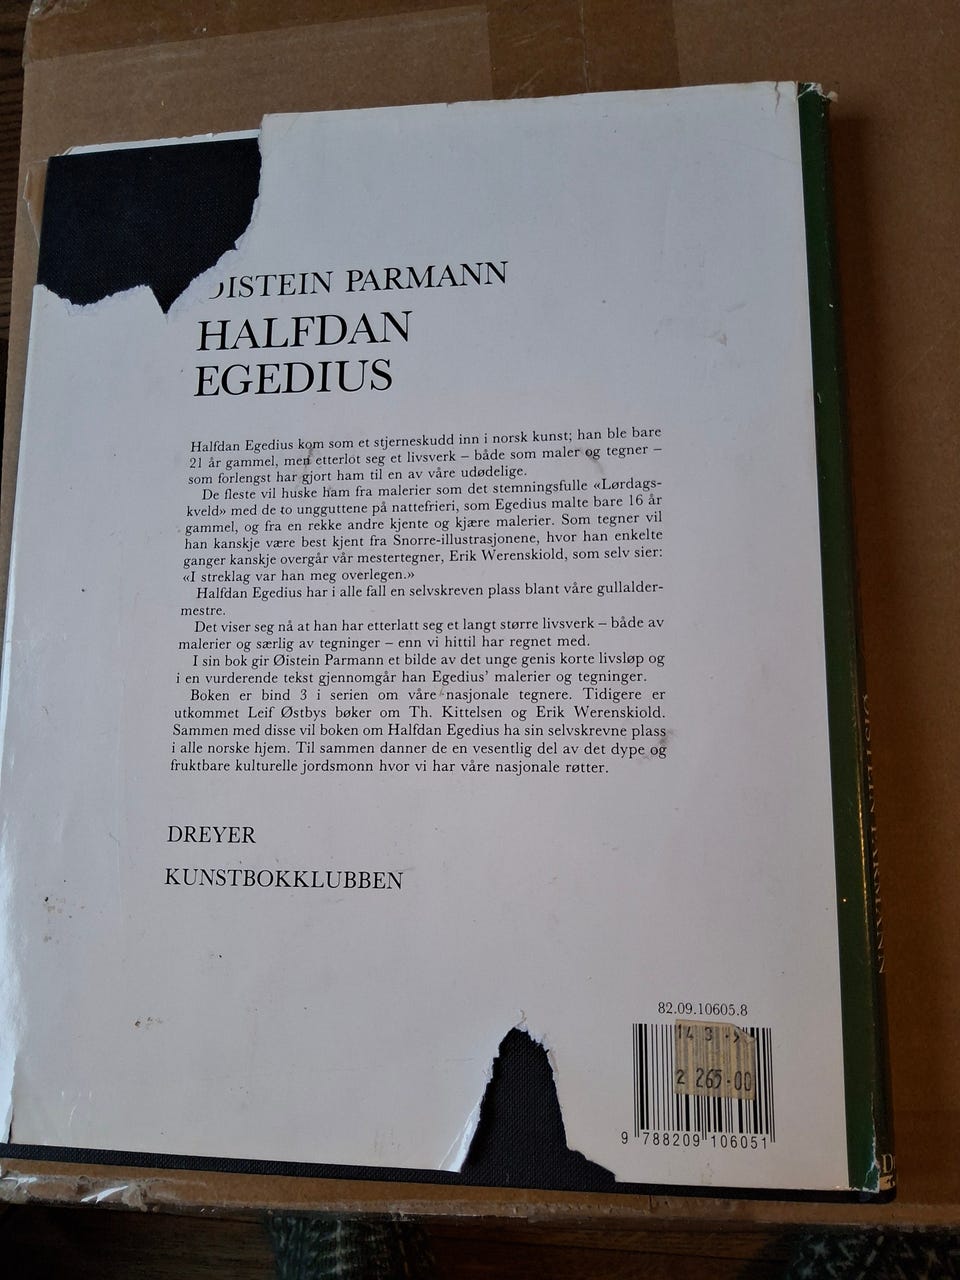 ØISTEIN PARMANN
HALFDAN
EGEDIUS
Halfdan Egedius kom som et stjerneskudd inn i norsk kunst; han ble bare
21 år gammel, men etterlot seg et livsverk – både som maler og tegner –
som forlengst har gjort ham til en av våre udødelige.
De fleste vil huske ham fra malerier som det stemningsfulle «Lørdags-
kveld» med de to ungguttene på nattefrieri, som Egedius malte bare 16 år
gammel, og fra en rekke andre kjente og kjære malerier. Som tegner vil
han kanskje være best kjent fra Snorre-illustrasjonene, hvor han enkelte
ganger kanskje overgår vår mestertegner, Erik Werenskiold, som selv sier:
«I streklag var han meg overlegen.»
Halfdan Egedius har i alle fall en selvskreven plass blant våre gullalder-
mestre.
Det viser seg nå at han har etterlatt seg et langt større livsverk – både av
malerier og særlig av tegninger – enn vi hittil har regnet med.
I sin bok gir Øistein Parmann et bilde av det unge genis korte livsløp og
i en vurderende tekst gjennomgår han Egedius' malerier og tegninger.
Boken er bind 3 i serien om våre nasjonale tegnere. Tidigere er
utkommet Leif Østbys bøker om Th. Kittelsen og Erik Werenskiold.
Sammen med disse vil boken om Halfdan Egedius ha sin selvskrevne plass
i alle norske hjem. Til sammen danner de en vesentlig del av det dype og
fruktbare kulturelle jordsmonn hvor vi har våre nasjonale røtter.
DREYER
KUNSTBOKKLUBBEN
82.09.10605.8
14 3
2 265.00
9 788209 106051
ØISTEIN PARMANN
D